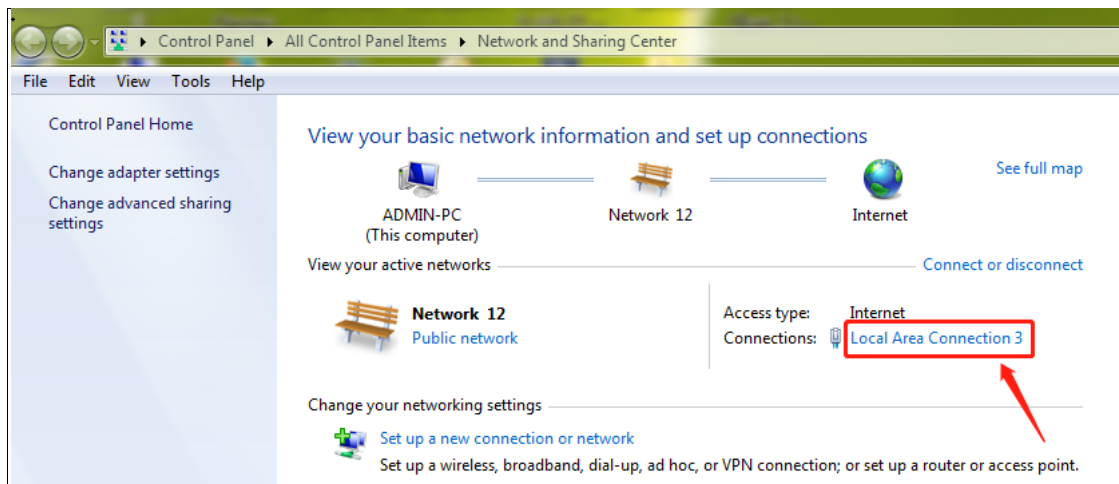 Control Panel ▸ All Control Panel Items ▸ Network and Sharing Center
File Edit View Tools Help
Control Panel Home
Change adapter settings
Change advanced sharing
settings
View your basic network information and set up connections
See full map
ADMIN-PC
(This computer)
Network 12
Internet
View your active networks
Connect or disconnect
Network 12
Public network
Access type: Internet
Connections: Local Area Connection 3
Change your networking settings
Set up a new connection or network
Set up a wireless, broadband, dial-up, ad hoc, or VPN connection; or set up a router or access point.